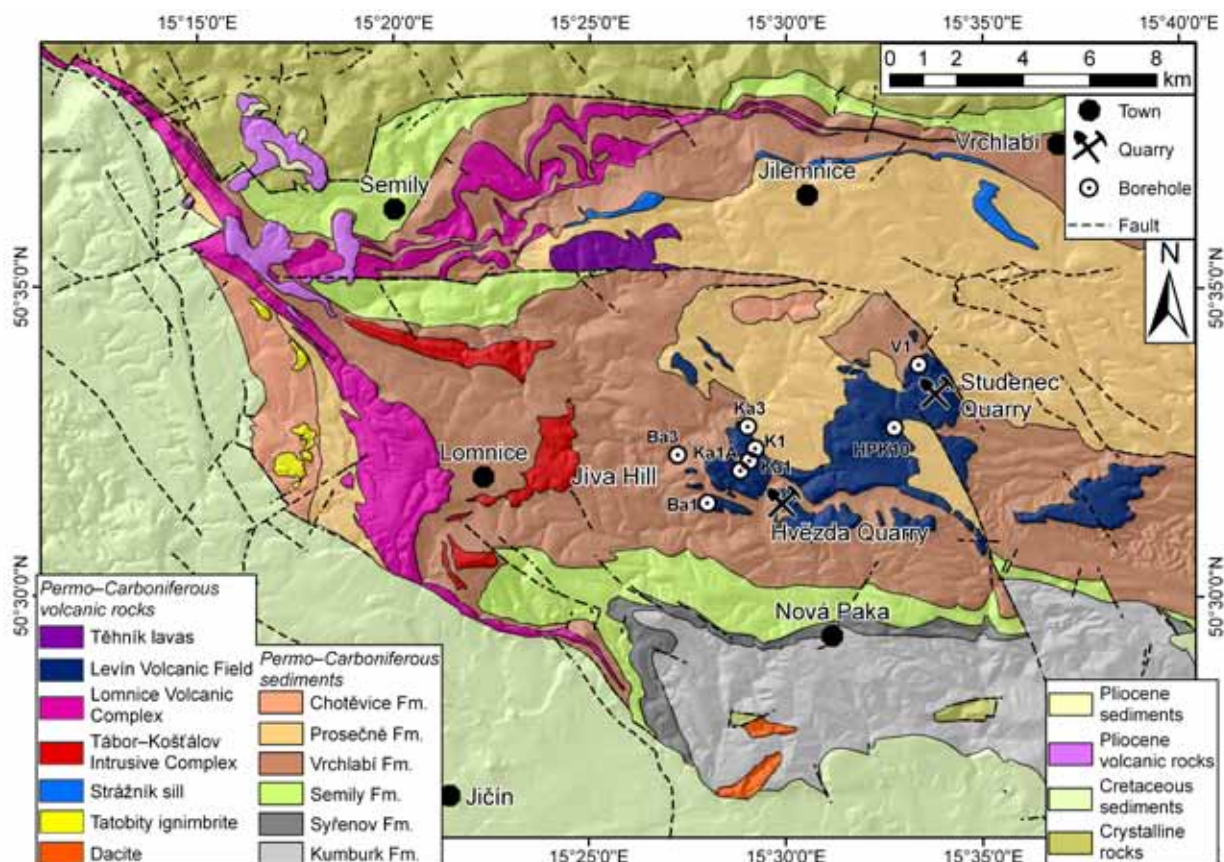 15°15'0"E 15°20'0"E 15°25'0"E 15°30'0"E 15°35'0"E 15°40'0"E
0 1 2 4 6 8
km
Town
Quarry
Borehole
Fault
N
Vrchlabí
Semily
Jilemnice
50°35'0"N
50°35'0"N
V1
Studenec
Quarry
Ka3
K1
Ba3
Ka1A
Ks1
HPK10
Lomnice
Jiva Hill
Ba1
Hvězda Quarry
50°30'0"N
50°30'0"N
Nová Paka
Jičín
Permo–Carboniferous
volcanic rocks
Těhník lavas
Levín Volcanic Field
Lomnice Volcanic
Complex
Tábor–Košťálov
Intrusive Complex
Strážník sill
Tatobity ignimbrite
Dacite
Permo–Carboniferous
sediments
Chotěvice Fm.
Prosečné Fm.
Vrchlabí Fm.
Semily Fm.
Syřenov Fm.
Kumburk Fm.
Pliocene
sediments
Pliocene
volcanic rocks
Cretaceous
sediments
Crystalline
rocks
15°25'0"E 15°30'0"E 15°35'0"E